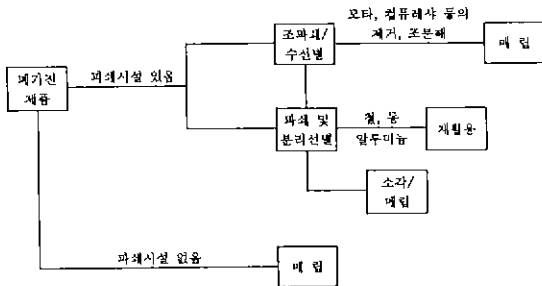 모타, 컴퓨레샤 등의
제거, 조분해
조파쇄/
수선별
매 립
폐가전
제품
파쇄시설 있음
파쇄 및
분리선별
철, 동
알루미늄
재활용
소각/
매립
파쇄시설 없음
매 립